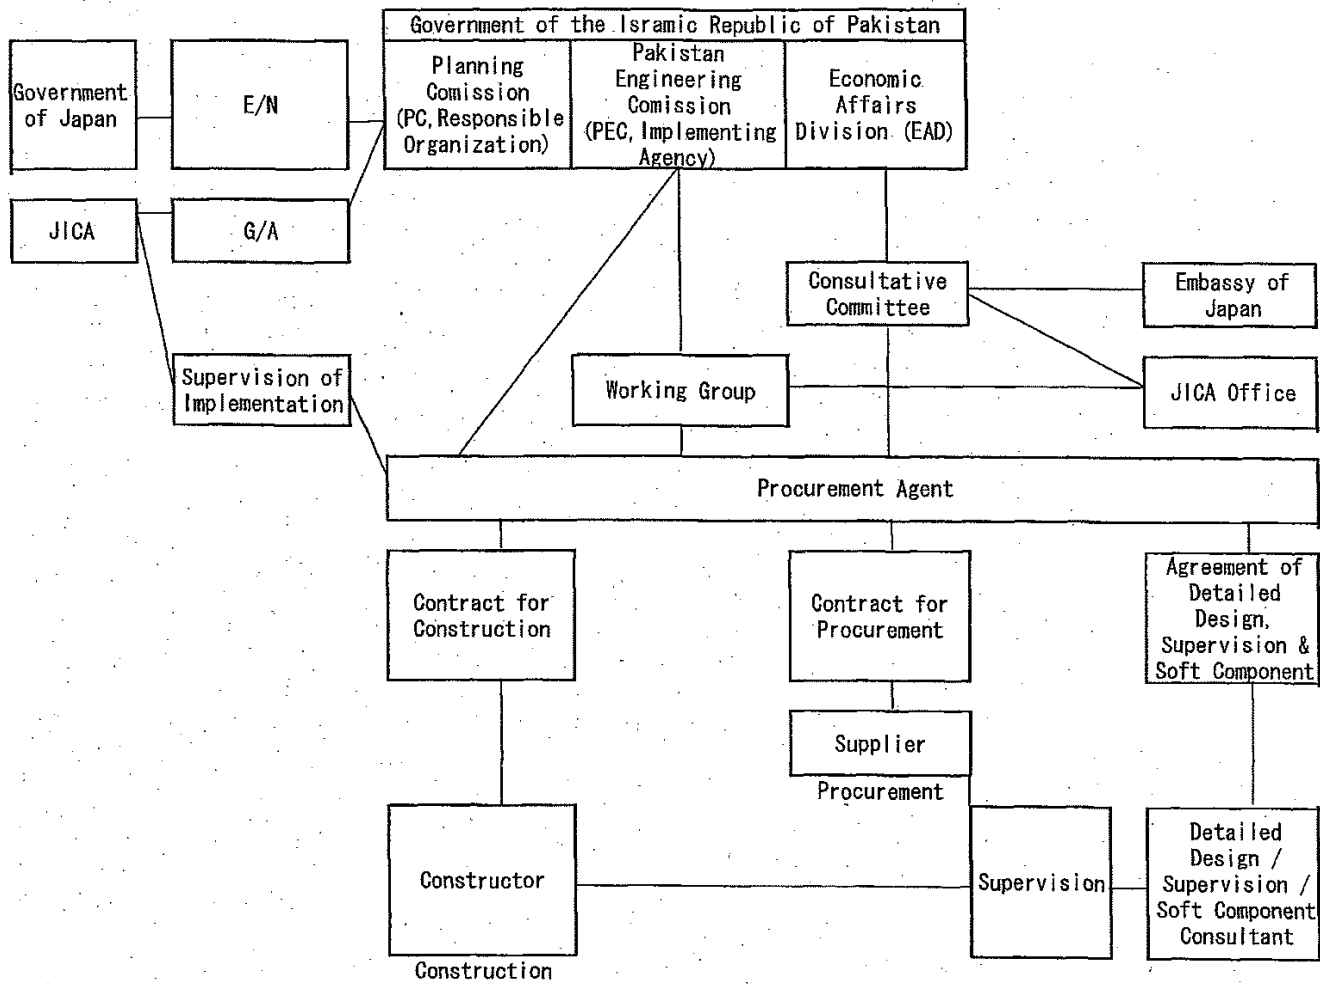 Government of the Isramic Republic of Pakistan
Government
of Japan
E/N
Planning
Comission
(PC, Responsible
Organization)
Pakistan
Engineering
Comission
(PEC, Implementing
Agency)
Economic
Affairs
Division (EAD)
JICA
G/A
Consultative
Committee
Embassy of
Japan
Supervision of
Implementation
Working Group
JICA Office
Procurement Agent
Contract for
Construction
Contract for
Procurement
Agreement of
Detailed
Design,
Supervision &
Soft Component
Supplier
Procurement
Constructor
Supervision
Detailed
Design /
Supervision /
Soft Component
Consultant
Construction